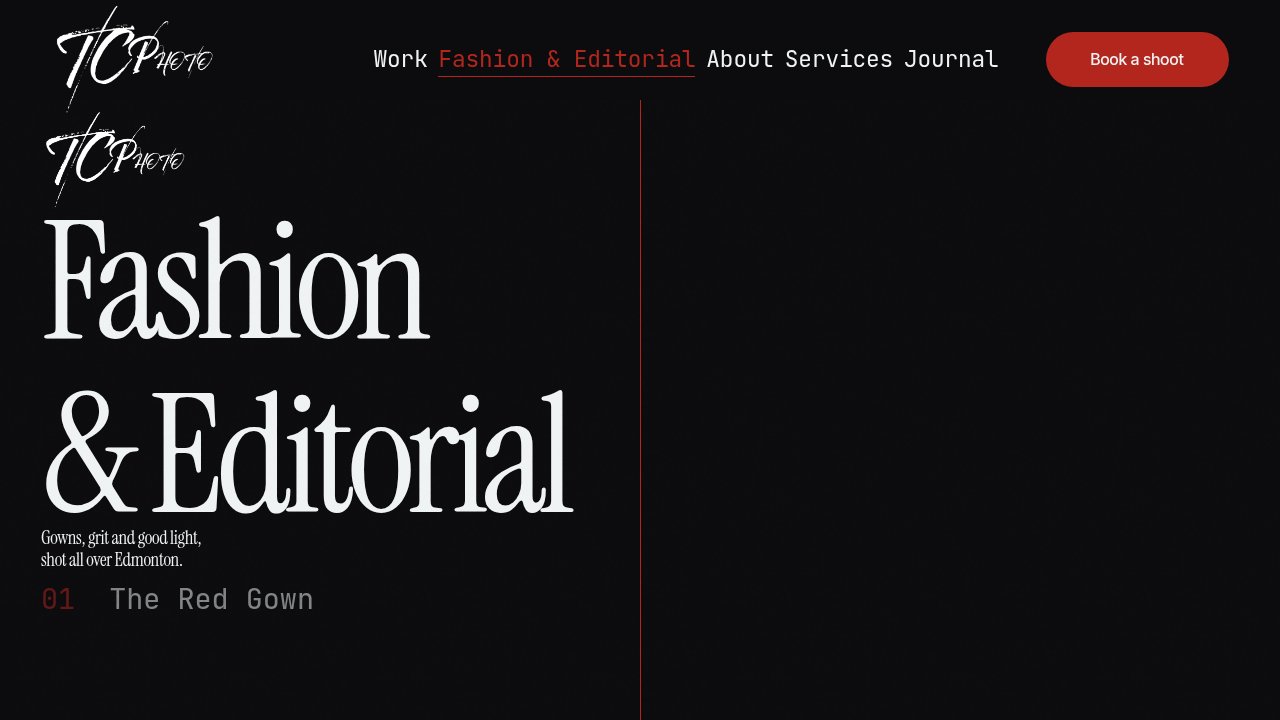 TCPHOTO
Work Fashion & Editorial About Services Journal
Book a shoot
TCPHOTO
Fashion
& Editorial
Gowns, grit and good light,
shot all over Edmonton.
01 The Red Gown